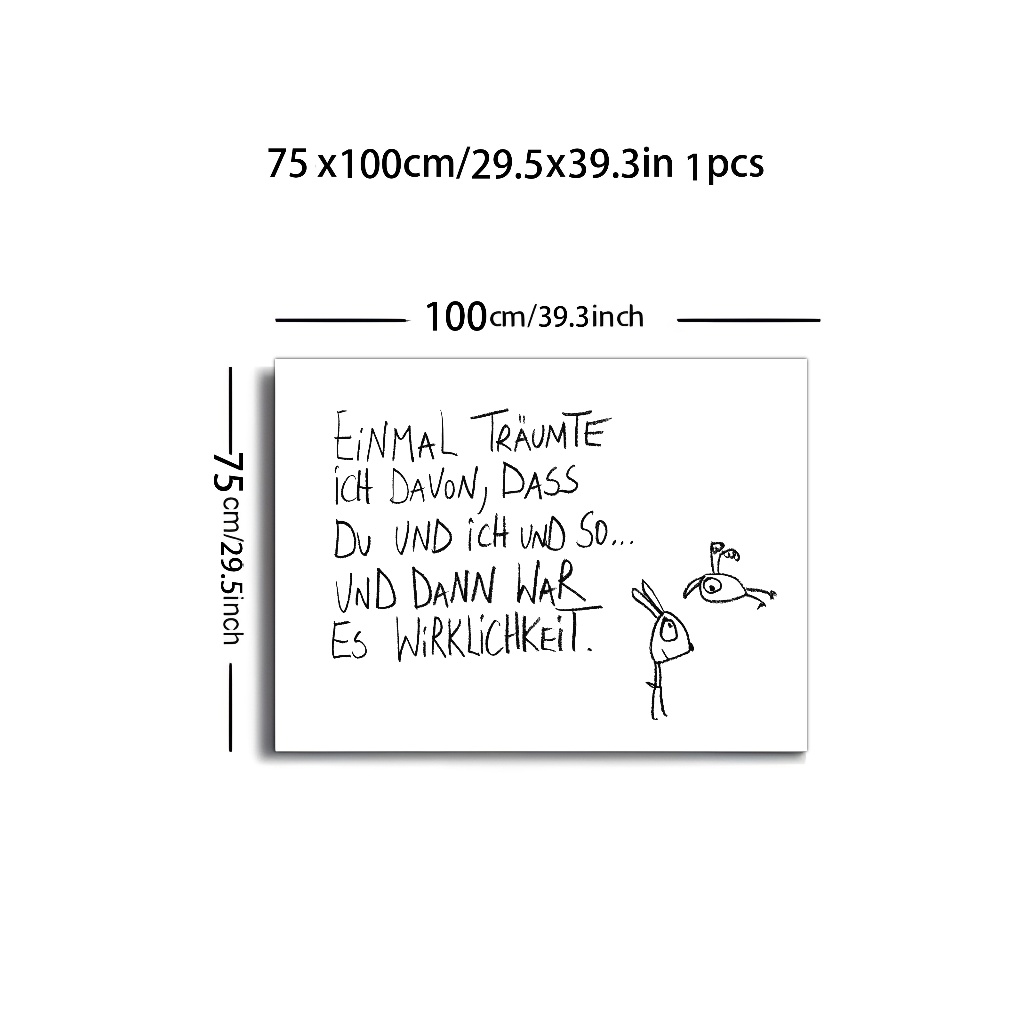 75 x100cm/29.5x39.3in 1pcs
100cm/39.3inch
75cm/29.5inch
EiNMAL TRÄUMTE
iCH DAVON, DASS
DU UND iCH UND SO...
UND DANN WAR
ES WiRKLiCHKEiT.